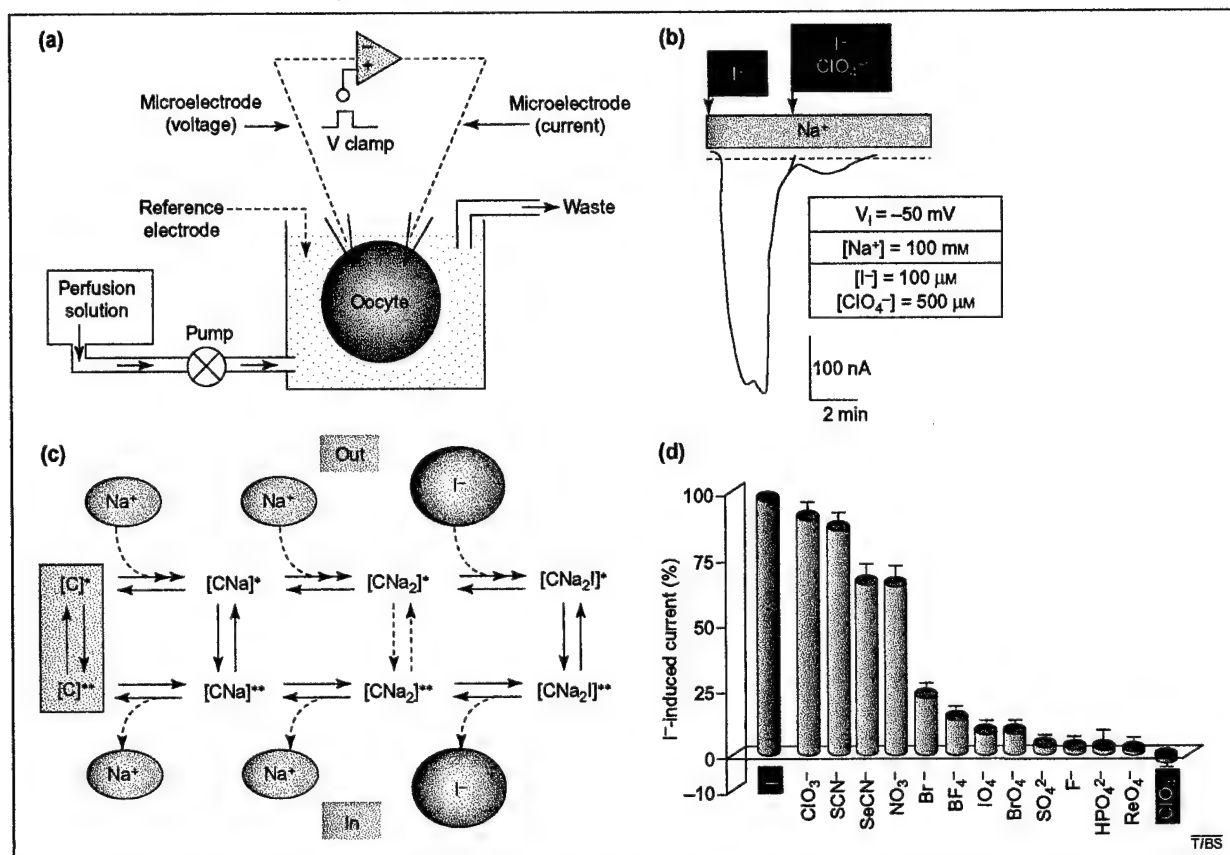 (a)
Microelectrode
(voltage)
−
+
V clamp
Microelectrode
(current)
Reference
electrode
Waste
Oocyte
Perfusion
solution
Pump
(b)
I⁻
I⁻
ClO₄⁻
Na⁺
Vₜ = –50 mV
[Na⁺] = 100 mM
[I⁻] = 100 μM
[ClO₄⁻] = 500 μM
100 nA
2 min
(c)
Out
Na⁺
Na⁺
I⁻
[C]*
[CNa]*
[CNa₂]*
[CNa₂I]*
[C]**
[CNa]**
[CNa₂]**
[CNa₂I]**
Na⁺
Na⁺
I⁻
In
(d)
I⁻-induced current (%)
100
75
50
25
0
–10
ClO₃⁻
SCN⁻
SeCN⁻
NO₃⁻
Br⁻
BF₄⁻
IO₄⁻
BrO₄⁻
SO₄²⁻
F⁻
HPO₄²⁻
ReO₄⁻
TIBS